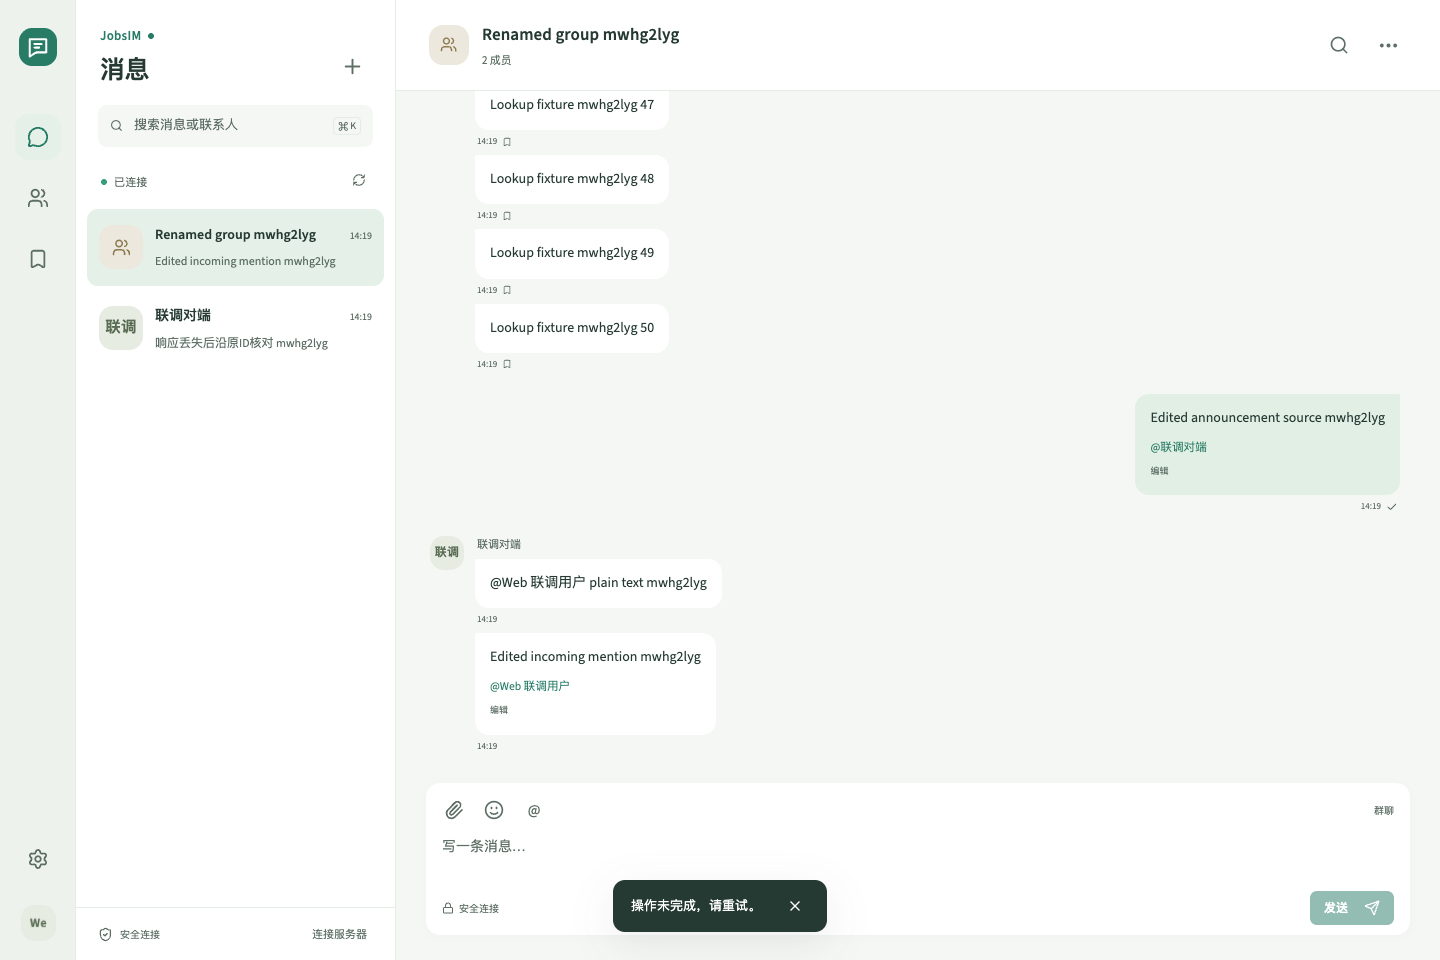 JobsIM
消息
搜索消息或联系人
⌘K
已连接
Renamed group mwhg2lyg
14:19
Edited incoming mention mwhg2lyg
联调
联调对端
14:19
响应丢失后沿原ID核对 mwhg2lyg
We
安全连接
连接服务器
Renamed group mwhg2lyg
2 成员
Lookup fixture mwhg2lyg 47
14:19
Lookup fixture mwhg2lyg 48
14:19
Lookup fixture mwhg2lyg 49
14:19
Lookup fixture mwhg2lyg 50
14:19
Edited announcement source mwhg2lyg
@联调对端
编辑
14:19
联调
联调对端
@Web 联调用户 plain text mwhg2lyg
14:19
Edited incoming mention mwhg2lyg
@Web 联调用户
编辑
14:19
@
群聊
写一条消息…
安全连接
操作未完成，请重试。
发送